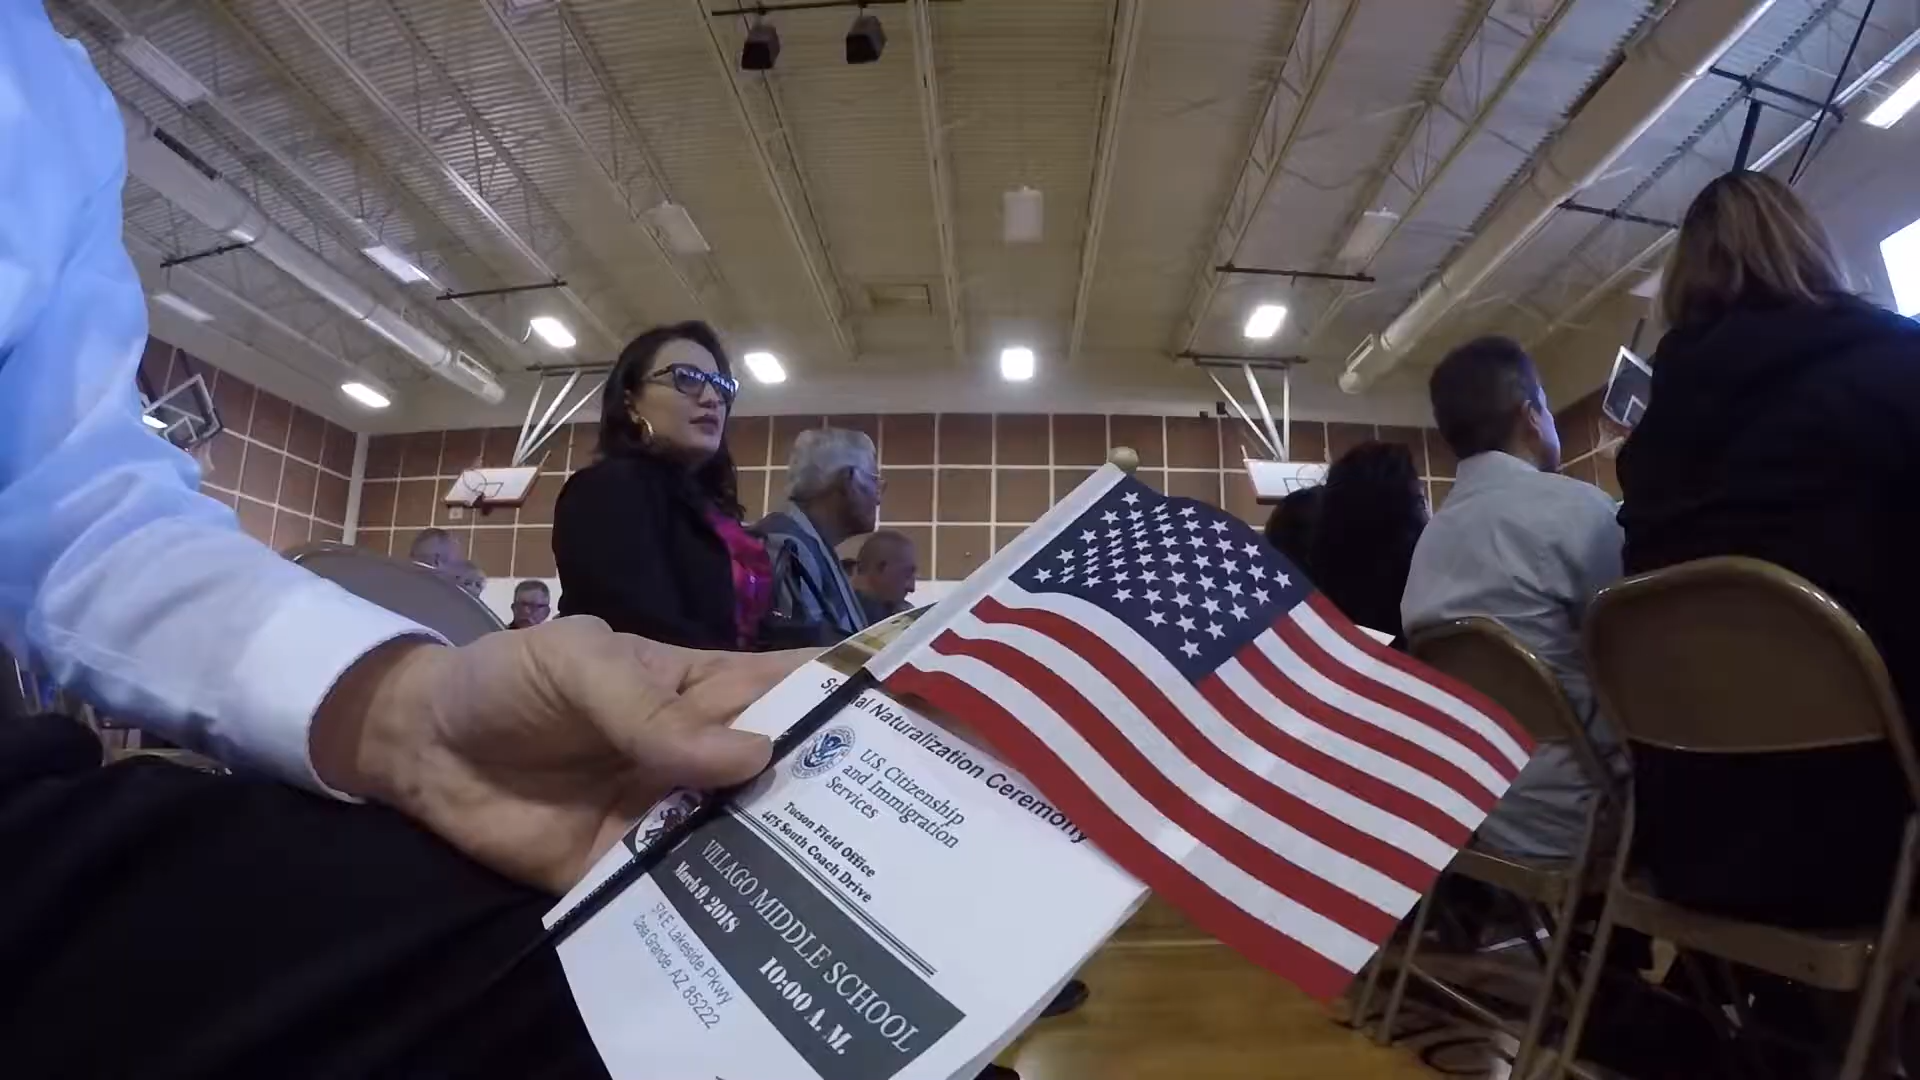 Special Naturalization Ceremony
U.S. Citizenship
and Immigration
Services
Tucson Field Office
4475 South Coach Drive
VILLAGO MIDDLE SCHOOL
March 9, 2018
10:00 A.M.
574 E Lakeside Pkwy
Casa Grande, AZ 85222